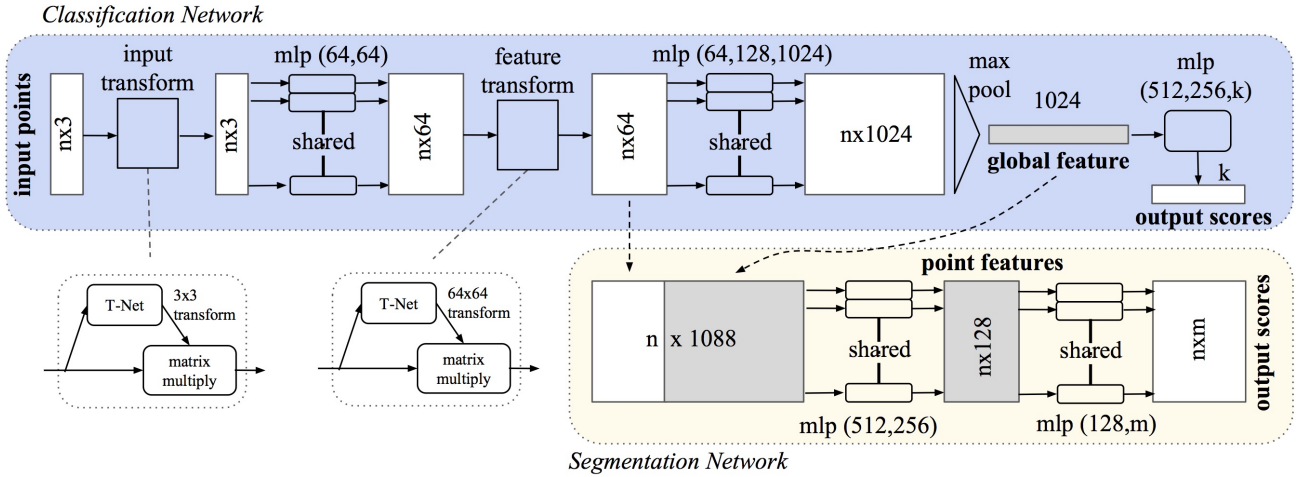 Classification Network
input points
nx3
input
transform
nx3
mlp (64,64)
shared
nx64
feature
transform
nx64
mlp (64,128,1024)
shared
nx1024
max
pool
1024
global feature
mlp
(512,256,k)
k
output scores
T-Net
3x3
transform
matrix
multiply
T-Net
64x64
transform
matrix
multiply
point features
n x 1088
shared
mlp (512,256)
nx128
shared
mlp (128,m)
nxm
output scores
Segmentation Network